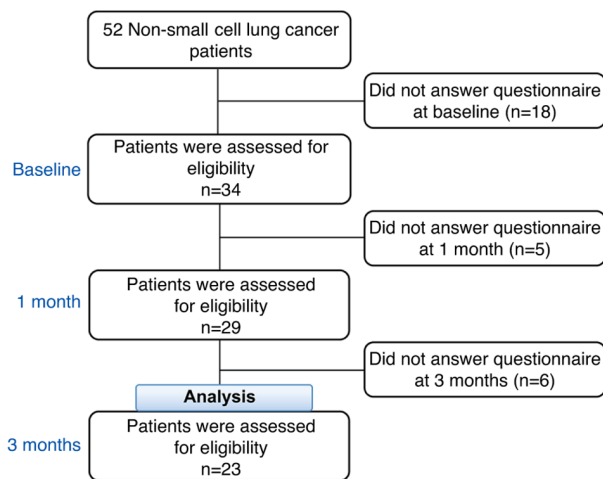 52 Non-small cell lung cancer
patients
Did not answer questionnaire
at baseline (n=18)
Baseline
Patients were assessed for
eligibility
n=34
Did not answer questionnaire
at 1 month (n=5)
1 month
Patients were assessed
for eligibility
n=29
Did not answer questionnaire
at 3 months (n=6)
Analysis
3 months
Patients were assessed
for eligibility
n=23